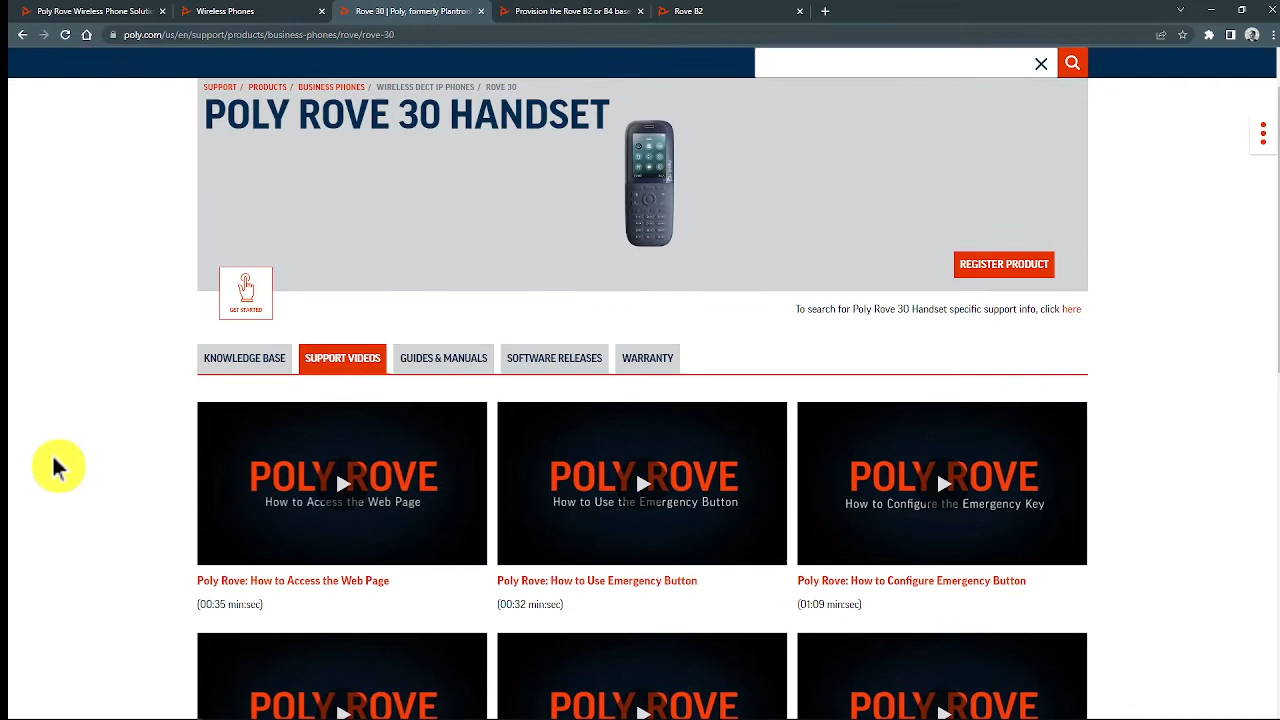 Poly Rove Wireless Phone Soluti
Wireless Phones
Rove 30 | Poly, formerly Plantron
Provision the Rove B2 or B4 base
Rove B2
poly.com/us/en/support/products/business-phones/rove/rove-30
SUPPORT / PRODUCTS / BUSINESS PHONES / WIRELESS DECT IP PHONES / ROVE 30
POLY ROVE 30 HANDSET
REGISTER PRODUCT
GET STARTED
To search for Poly Rove 30 Handset specific support info, click here
KNOWLEDGE BASE
SUPPORT VIDEOS
GUIDES & MANUALS
SOFTWARE RELEASES
WARRANTY
POLY ROVE
How to Access the Web Page
POLY ROVE
How to Use the Emergency Button
POLY ROVE
How to Configure the Emergency Key
Poly Rove: How to Access the Web Page
Poly Rove: How to Use Emergency Button
Poly Rove: How to Configure Emergency Button
(00:35 min:sec)
(00:32 min:sec)
(01:09 min:sec)
POLY ROVE
POLY ROVE
POLY ROVE